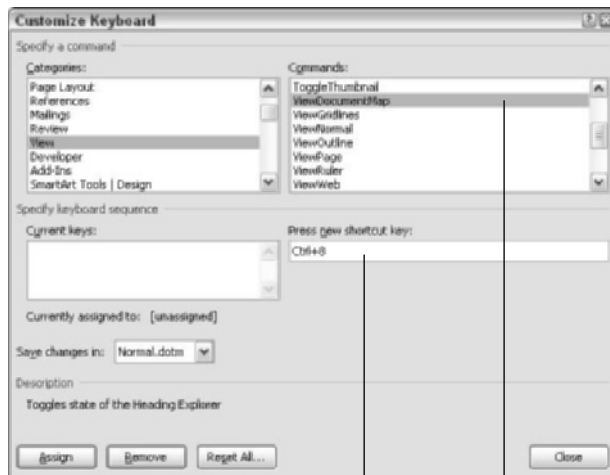 Customize Keyboard
Specify a command
Categories:
Page Layout
References
Mailings
Review
View
Developer
Add-Ins
SmartArt Tools | Design
Commands:
ToggleThumbnail
ViewDocumentMap
ViewGridlines
ViewNormal
ViewOutline
ViewPage
ViewRuler
ViewWeb
Specify keyboard sequence
Current keys:
Press new shortcut key:
Ctrl+8
Currently assigned to: [unassigned]
Save changes in: Normal.dotm
Description
Toggles state of the Heading Explorer
Assign Remove Reset All... Close